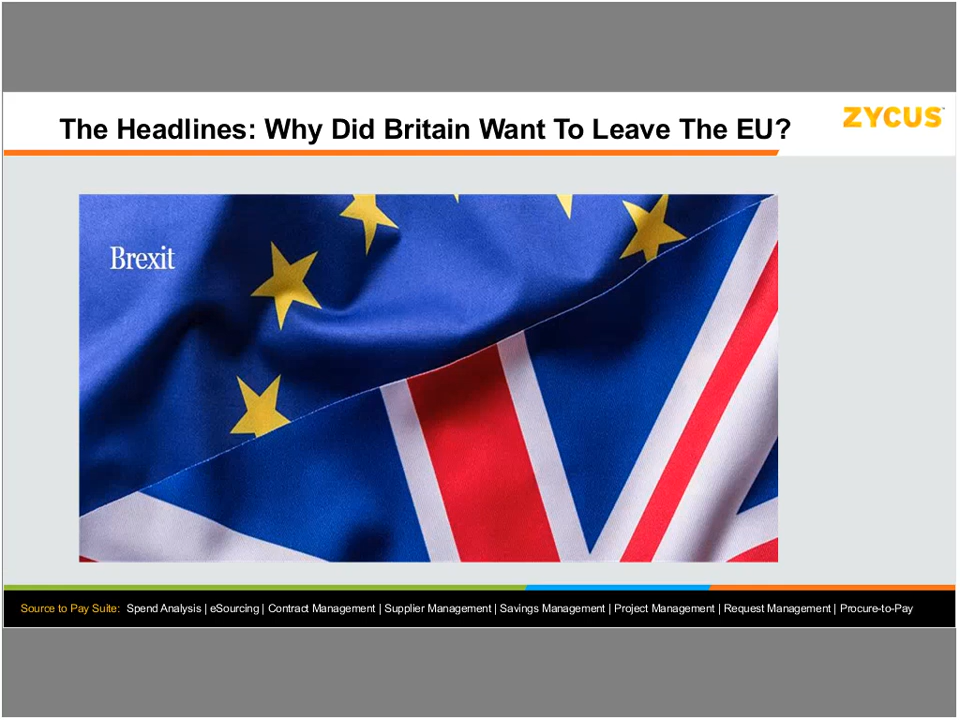 The Headlines: Why Did Britain Want To Leave The EU?
ZYCUS™
Brexit
Source to Pay Suite: Spend Analysis | eSourcing | Contract Management | Supplier Management | Savings Management | Project Management | Request Management | Procure-to-Pay